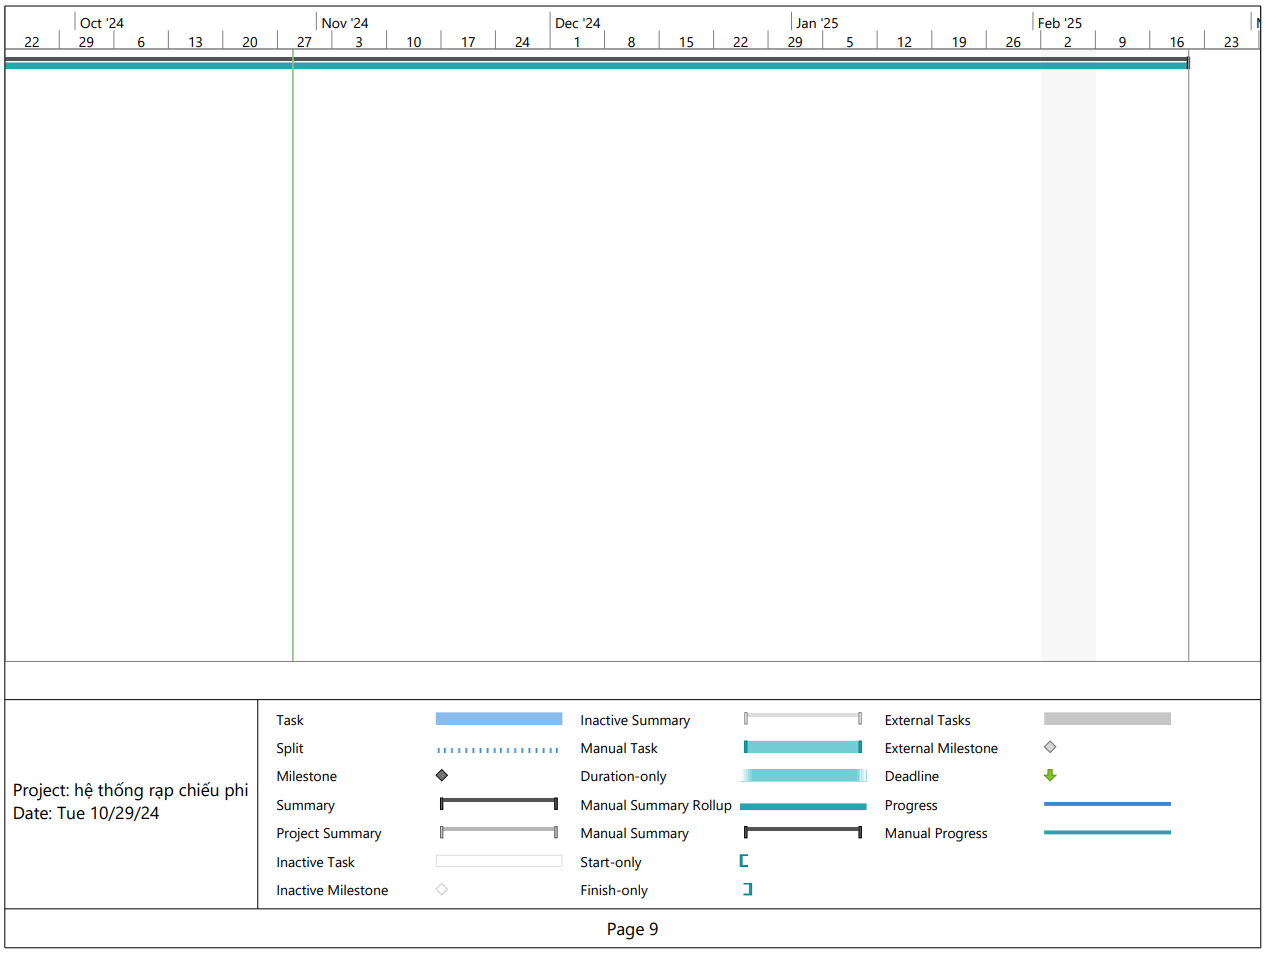 Oct '24 Nov '24 Dec '24 Jan '25 Feb '25
22 29 6 13 20 27 3 10 17 24 1 8 15 22 29 5 12 19 26 2 9 16 23
Task Inactive Summary External Tasks
Split Manual Task External Milestone
Milestone Duration-only Deadline
Project: hệ thống rạp chiếu phi
Date: Tue 10/29/24
Summary Manual Summary Rollup Progress
Project Summary Manual Summary Manual Progress
Inactive Task Start-only
Inactive Milestone Finish-only
Page 9